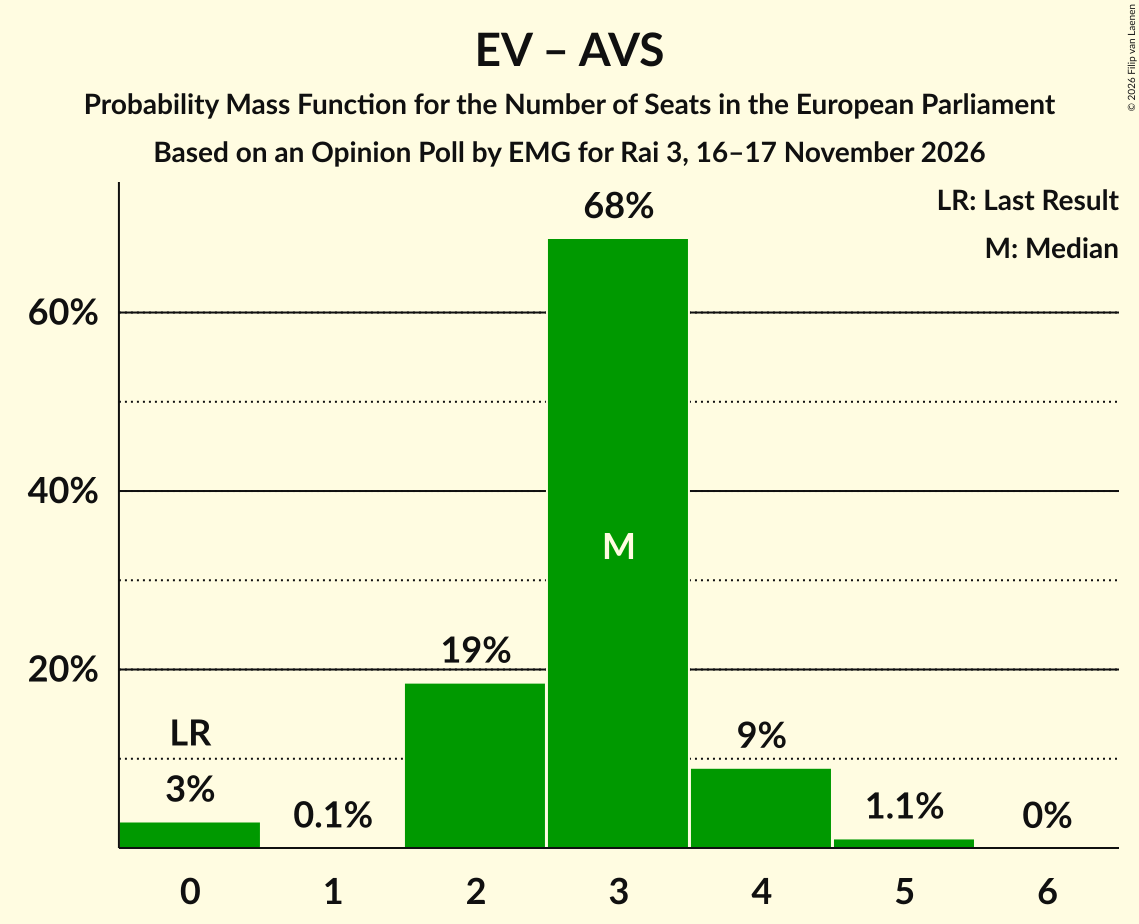 EV – AVS
Probability Mass Function for the Number of Seats in the European Parliament
Based on an Opinion Poll by EMG for Rai 3, 16–17 November 2026
© 2026 Filip van Laenen
LR: Last Result
M: Median
68%
60%
40%
M
19%
20%
LR
9%
3%
0.1%
1.1%
0%
0 1 2 3 4 5 6